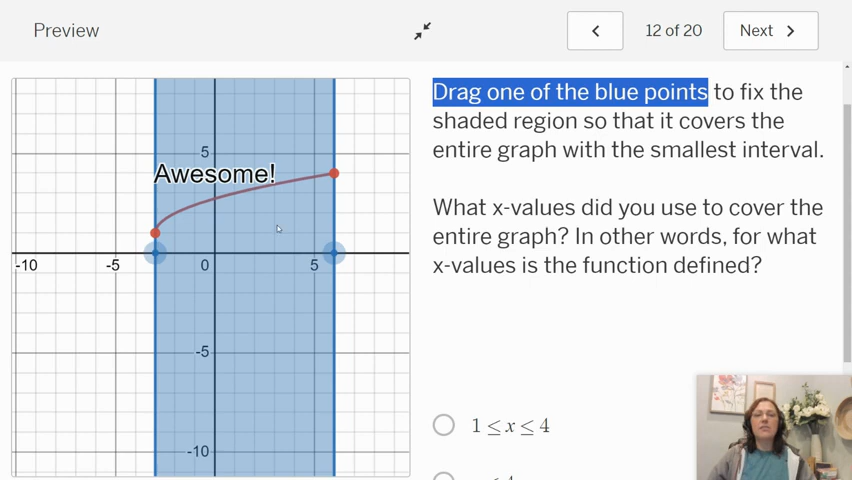 Preview
12 of 20
Next
Drag one of the blue points to fix the
shaded region so that it covers the
entire graph with the smallest interval.
What x-values did you use to cover the
entire graph? In other words, for what
x-values is the function defined?
1 ≤ x ≤ 4
5
Awesome!
-10
-5
0
5
-5
-10